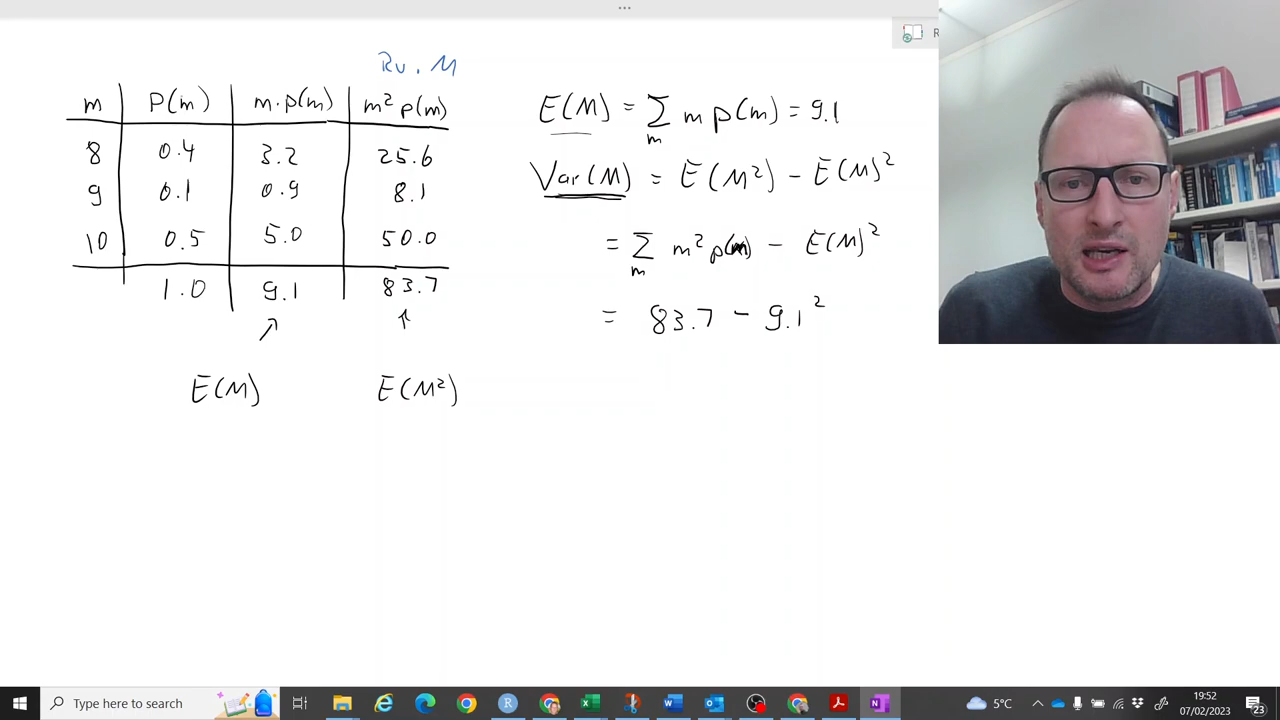 Rv. M
m P(m) m.p(m) m² p(m)
8 0.4 3.2 25.6
9 0.1 0.9 8.1
10 0.5 5.0 50.0
1.0 9.1 83.7
E(M) E(M²)
E(M) = Σ m p(m) = 9.1
m
Var(M) = E(M²) - E(M)²
= Σ m² p(m) - E(M)²
m
= 83.7 - 9.1²
R
Type here to search
5°C
19:52
07/02/2023
23